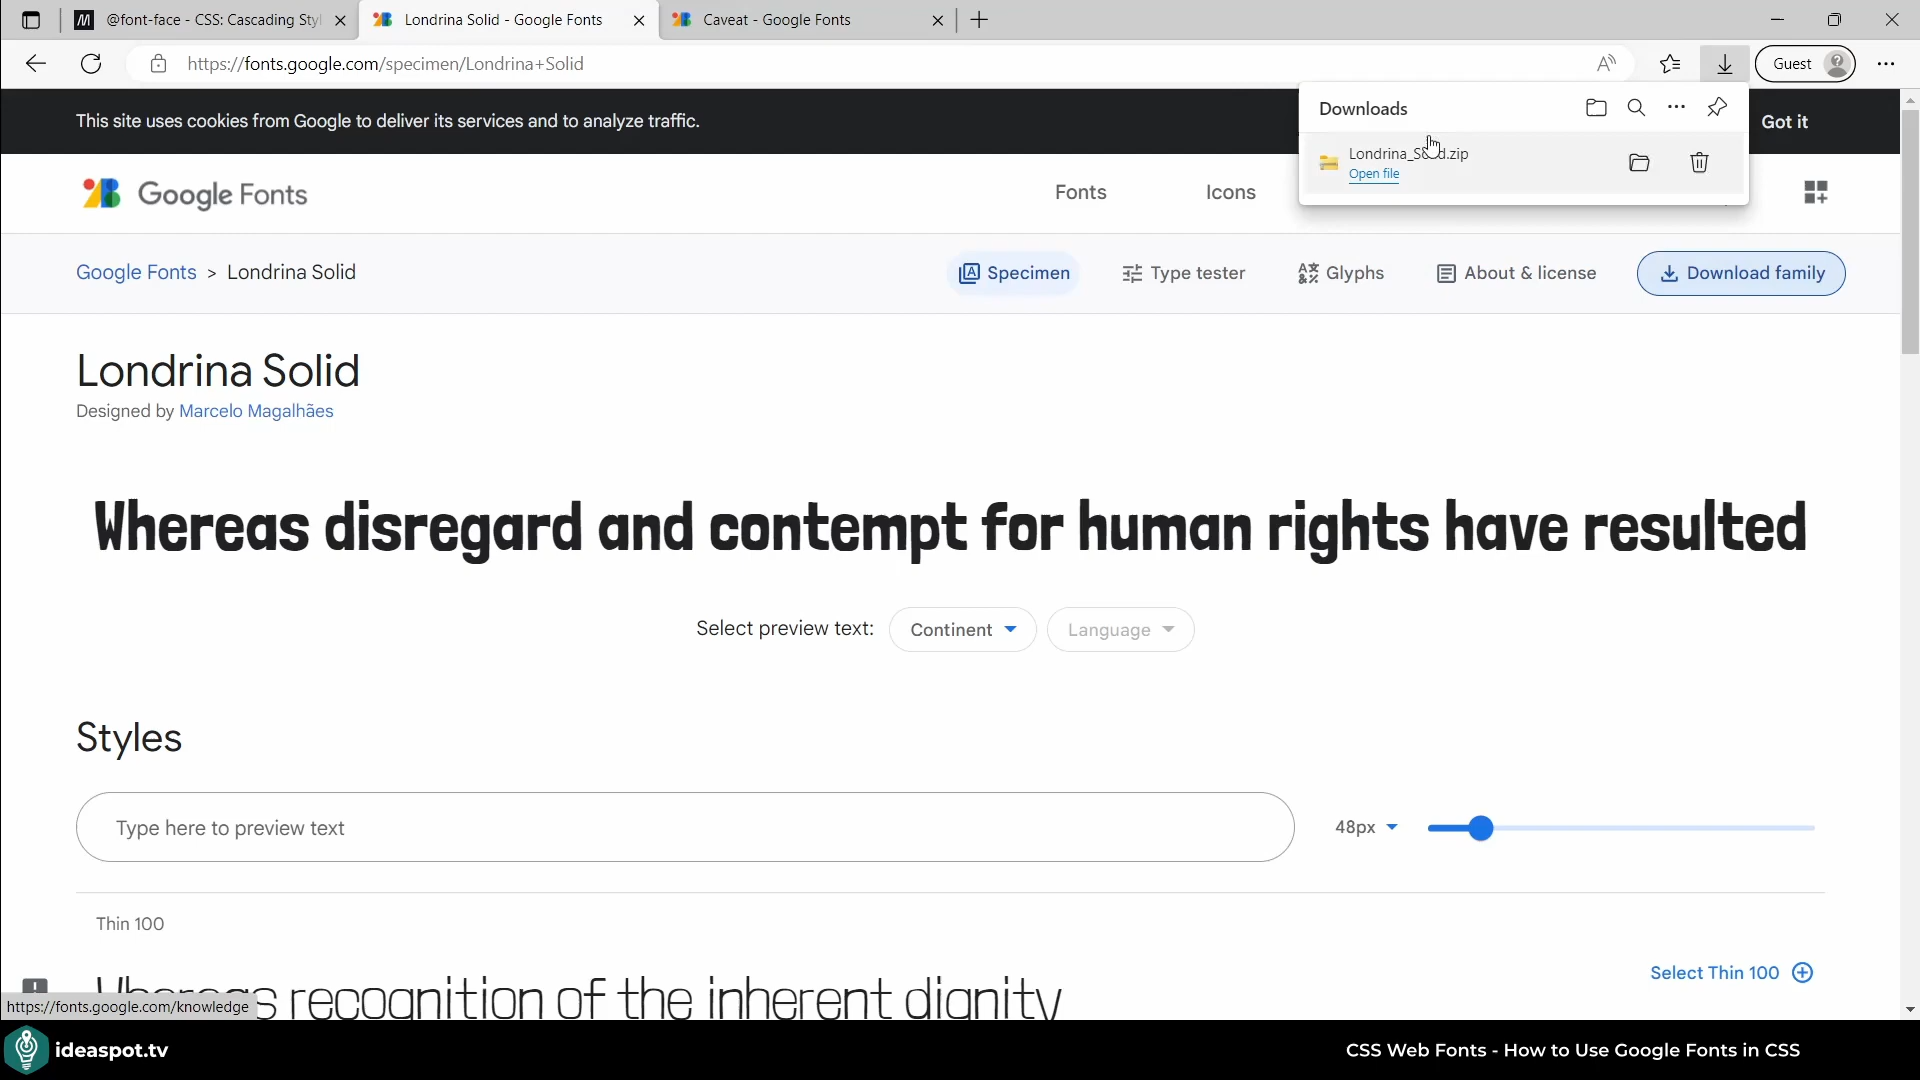 @font-face - CSS: Cascading Sty
Londrina Solid - Google Fonts
Caveat - Google Fonts
https://fonts.google.com/specimen/Londrina+Solid
Guest
This site uses cookies from Google to deliver its services and to analyze traffic.
Got it
Downloads
Londrina_Solid.zip
Open file
Google Fonts
Fonts
Icons
Google Fonts > Londrina Solid
Specimen
Type tester
Glyphs
About & license
Download family
Londrina Solid
Designed by Marcelo Magalhães
Whereas disregard and contempt for human rights have resulted
Select preview text:
Continent
Language
Styles
Type here to preview text
48px
Thin 100
Select Thin 100
Whereas recognition of the inherent dignity
https://fonts.google.com/knowledge
ideaspot.tv
CSS Web Fonts - How to Use Google Fonts in CSS